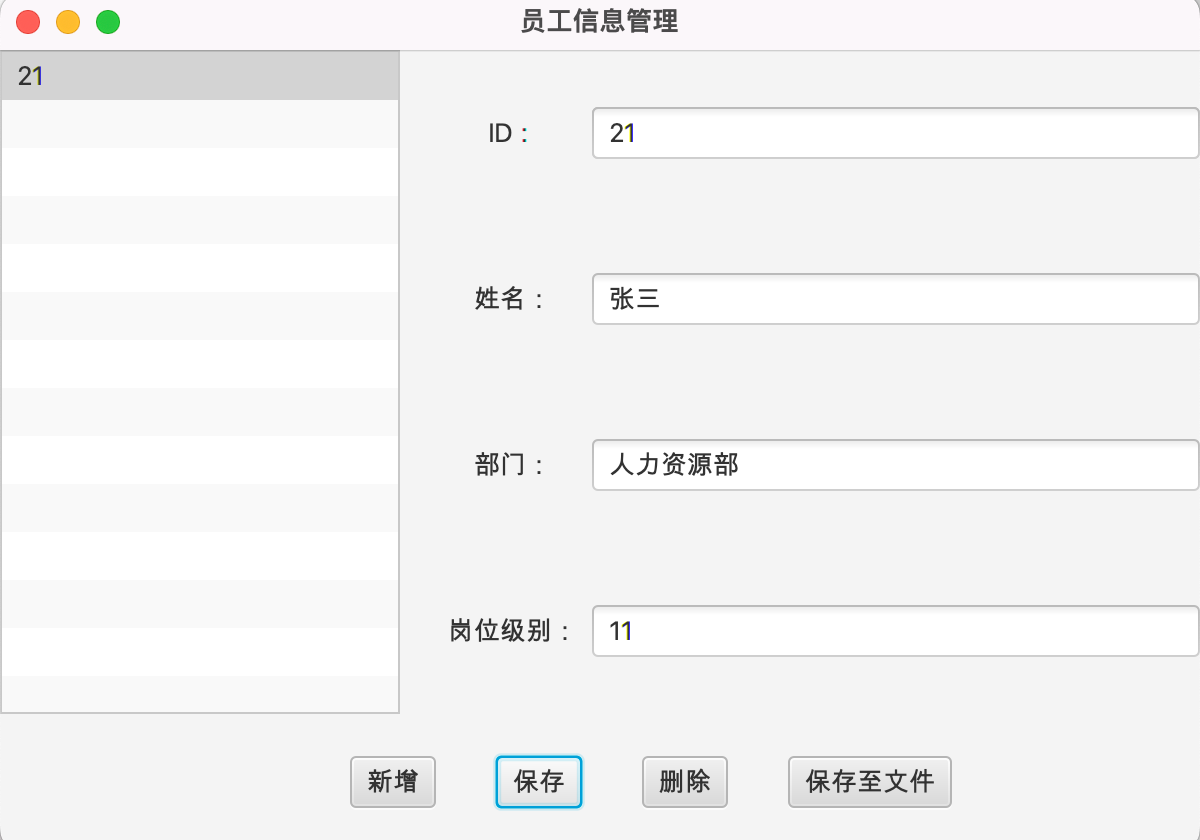 员工信息管理
21
ID：
21
姓名：
张三
部门：
人力资源部
岗位级别：
11
新增
保存
删除
保存至文件